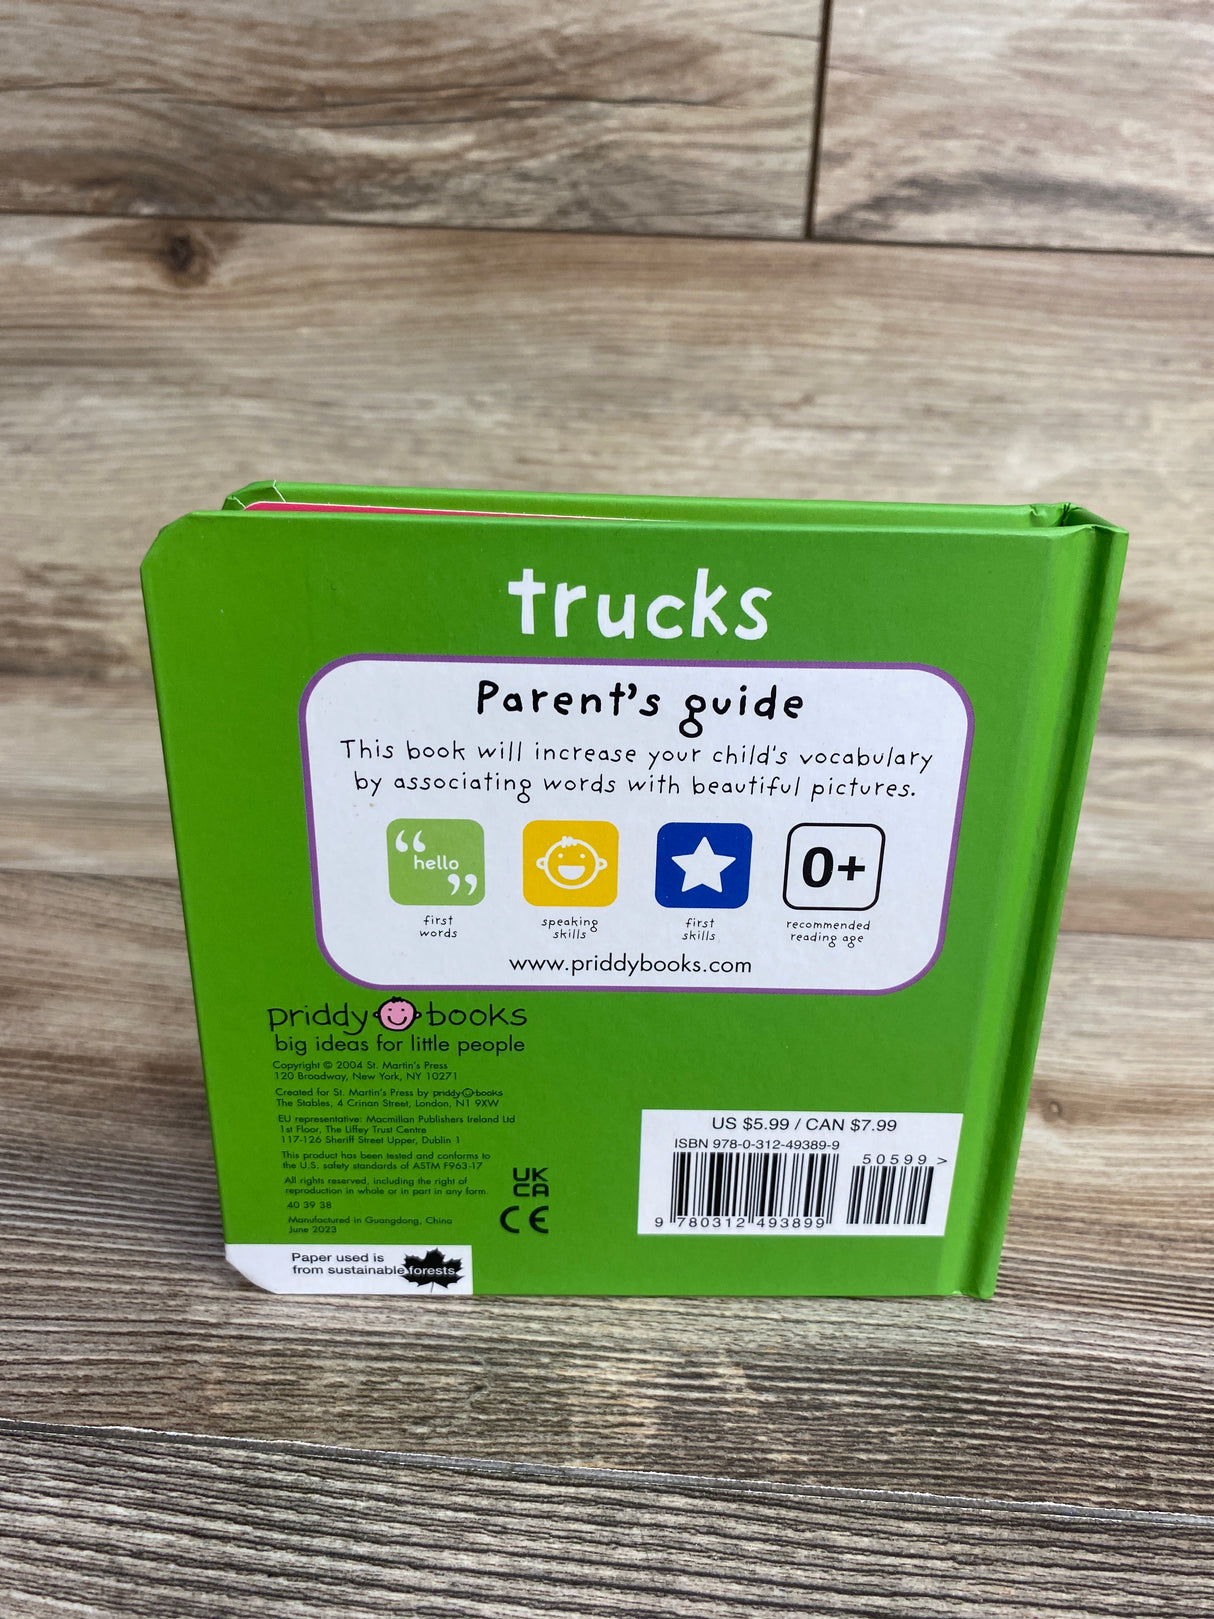 trucks
Parent's guide
This book will increase your child's vocabulary
by associating words with beautiful pictures.
“ hello ”
first
words
speaking
skills
first
skills
0+
recommended
reading age
www.priddybooks.com
priddy books
big ideas for little people
Copyright © 2004 St. Martin's Press
120 Broadway, New York, NY 10271
Created for St. Martin's Press by priddy books
The Stables, 4 Crinan Street, London, N1 9XW
EU representative: Macmillan Publishers Ireland Ltd
1st Floor, The Liffey Trust Centre
117-126 Sheriff Street Upper, Dublin 1
This product has been tested and conforms to
the U.S. safety standards of ASTM F963-17
All rights reserved, including the right of
reproduction in whole or in part in any form.
40 39 38
Manufactured in Guangdong, China
June 2023
UK
CA
CE
Paper used is
from sustainable forests.
US $5.99 / CAN $7.99
ISBN 978-0-312-49389-9
50599 >
9 780312 493899